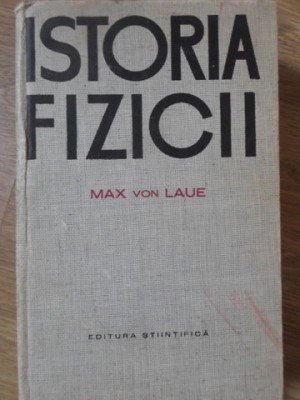 ISTORIA
FIZICII
MAX VON LAUE
EDITURA ȘTIINȚIFICĂ